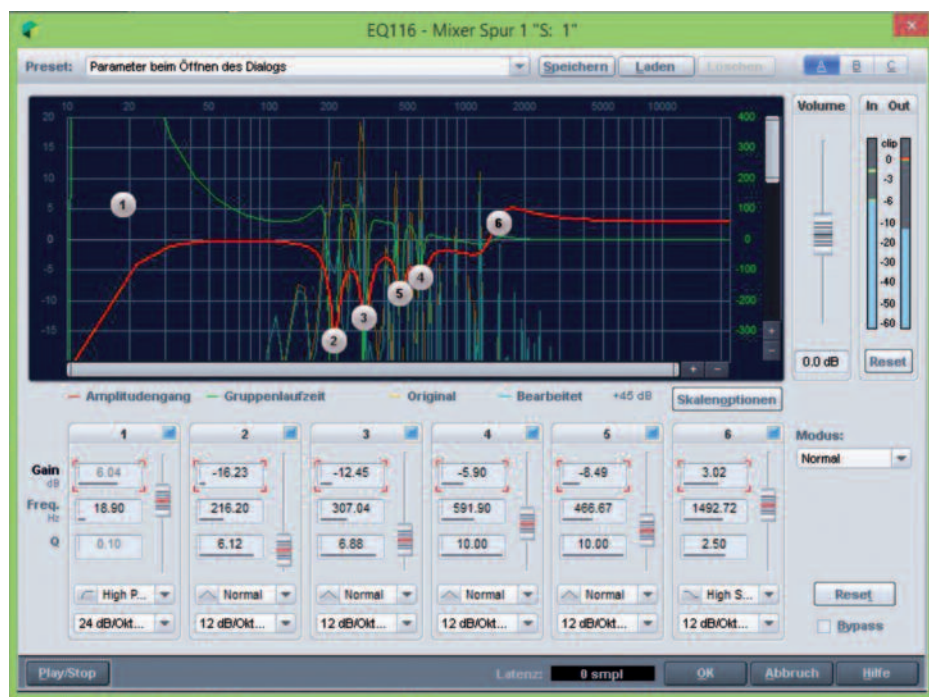 EQ116 - Mixer Spur 1 "S: 1"
Preset: Parameter beim Öffnen des Dialogs Speichern Laden Löschen A B C
10 20 50 100 200 500 1000 2000 5000 10000
20 15 10 5 0 -5 -10 -15
400 300 200 100 0 -100 -200 -300
1 2 3 4 5 6
Volume In Out
clip
0
-3
-6
-10
-20
-30
-40
-50
-60
0.0 dB Reset
Amplitudengang Gruppenlaufzeit Original Bearbeitet +45 dB Skalenoptionen
1 2 3 4 5 6 Modus:
Gain dB 6.04 -16.23 -12.45 -5.90 -8.49 3.02 Normal
Freq. Hz 18.90 216.20 307.04 591.90 466.67 1492.72
Q 0.10 6.12 6.88 10.00 10.00 2.50
High P... Normal Normal Normal Normal High S... Reset
24 dB/Okt... 12 dB/Okt... 12 dB/Okt... 12 dB/Okt... 12 dB/Okt... 12 dB/Okt... Bypass
Play/Stop Latenz: 0 smpl OK Abbruch Hilfe